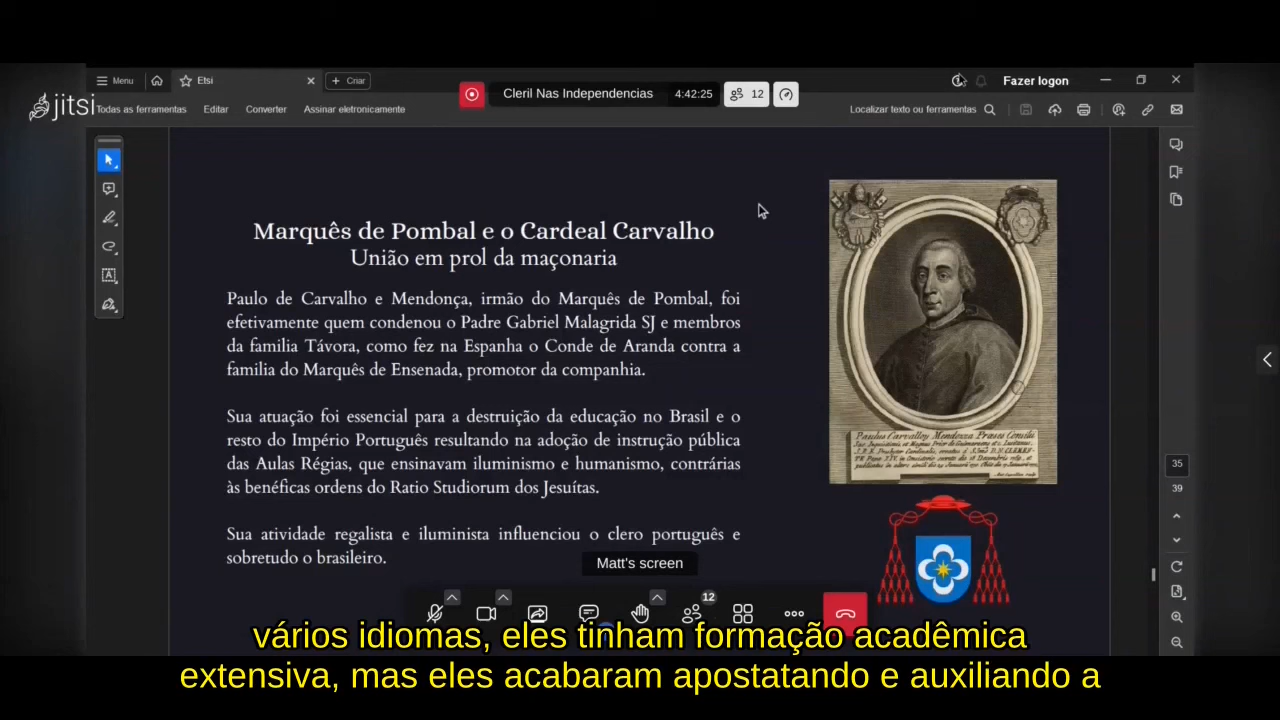 Menu
Etsi
Criar
Cleril Nas Independencias
4:42:25
12
Fazer logon
jitsi
Todas as ferramentas
Editar
Converter
Assinar eletronicamente
Localizar texto ou ferramentas
Marquês de Pombal e o Cardeal Carvalho
União em prol da maçonaria
Paulo de Carvalho e Mendonça, irmão do Marquês de Pombal, foi
efetivamente quem condenou o Padre Gabriel Malagrida SJ e membros
da familia Távora, como fez na Espanha o Conde de Aranda contra a
familia do Marquês de Ensenada, promotor da companhia.
Sua atuação foi essencial para a destruição da educação no Brasil e o
resto do Império Português resultando na adoção de instrução pública
das Aulas Régias, que ensinavam iluminismo e humanismo, contrárias
às benéficas ordens do Ratio Studiorum dos Jesuítas.
Sua atividade regalista e iluminista influenciou o clero português e
sobretudo o brasileiro.
Paulus Carvalloy Mendozza
35
39
Matt's screen
12
vários idiomas, eles tinham formação acadêmica
extensiva, mas eles acabaram apostatando e auxiliando a